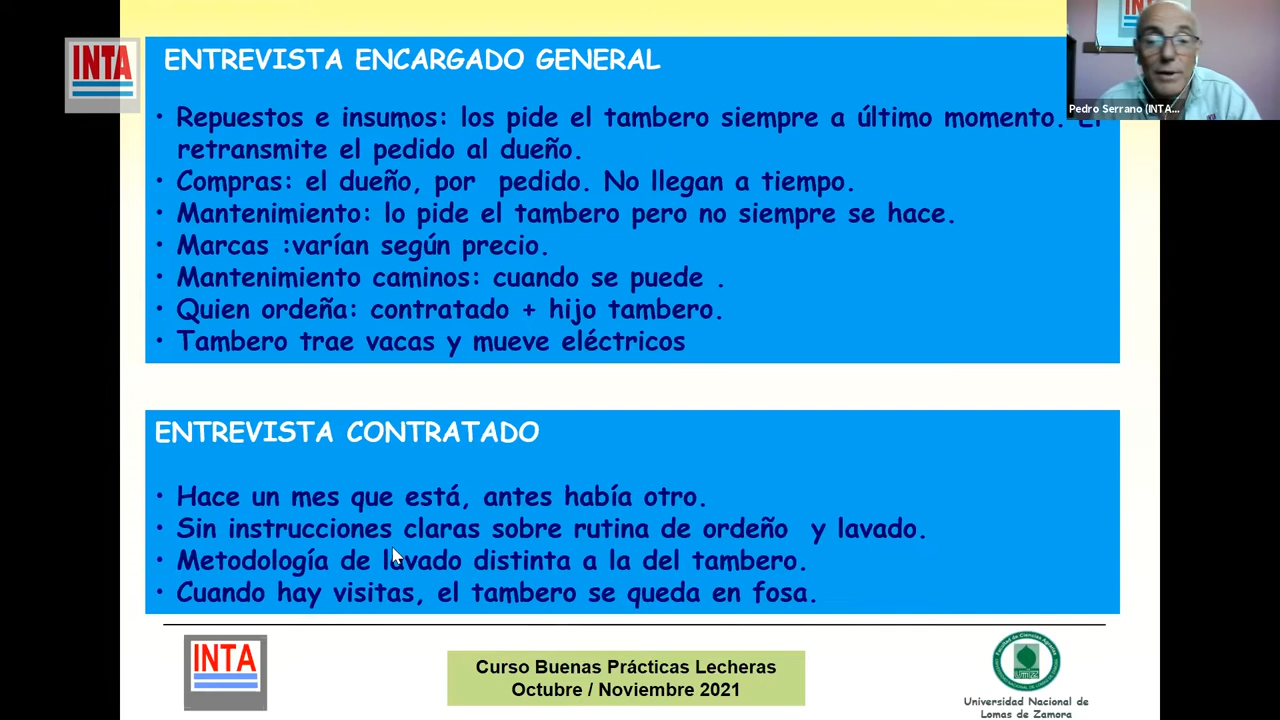 INTA
ENTREVISTA ENCARGADO GENERAL
• Repuestos e insumos: los pide el tambero siempre a último momento. El
retransmite el pedido al dueño.
• Compras: el dueño, por pedido. No llegan a tiempo.
• Mantenimiento: lo pide el tambero pero no siempre se hace.
• Marcas :varían según precio.
• Mantenimiento caminos: cuando se puede .
• Quien ordeña: contratado + hijo tambero.
• Tambero trae vacas y mueve eléctricos
Pedro Serrano (INTA...
ENTREVISTA CONTRATADO
• Hace un mes que está, antes había otro.
• Sin instrucciones claras sobre rutina de ordeño y lavado.
• Metodología de lavado distinta a la del tambero.
• Cuando hay visitas, el tambero se queda en fosa.
INTA
Curso Buenas Prácticas Lecheras
Octubre / Noviembre 2021
Universidad Nacional de
Lomas de Zamora